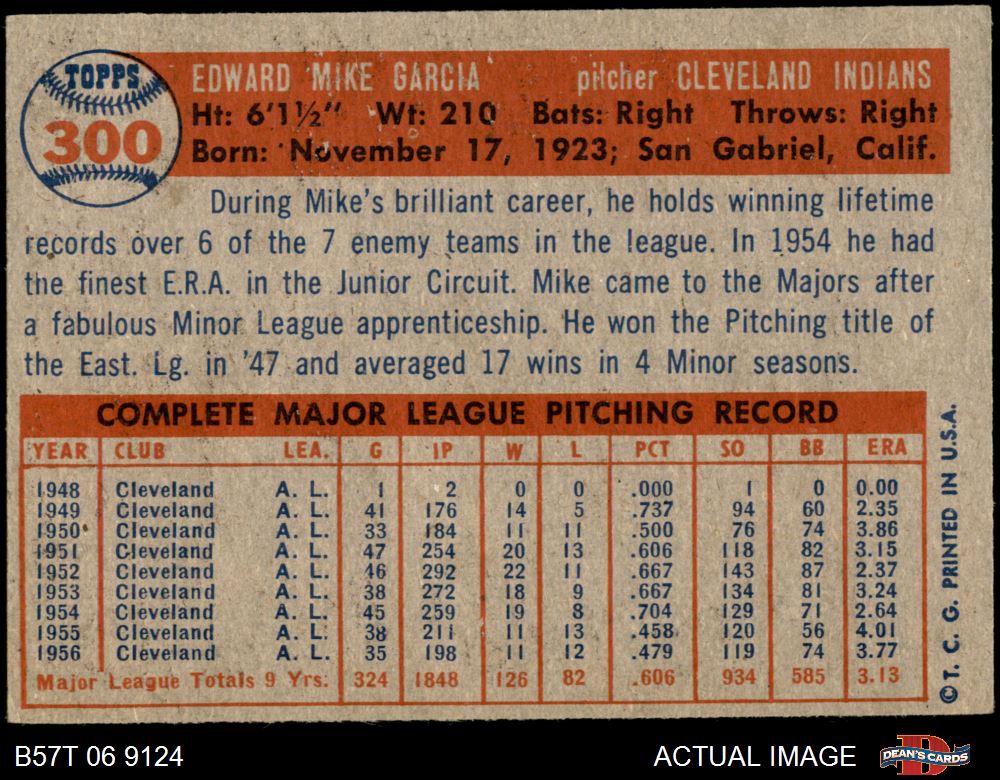 TOPPS
300
EDWARD 'MIKE GARCIA' pitcher CLEVELAND INDIANS
Ht: 6'1½" Wt: 210 Bats: Right Throws: Right
Born: November 17, 1923; San Gabriel, Calif.
During Mike's brilliant career, he holds winning lifetime
records over 6 of the 7 enemy teams in the league. In 1954 he had
the finest E.R.A. in the Junior Circuit. Mike came to the Majors after
a fabulous Minor League apprenticeship. He won the Pitching title of
the East. Lg. in '47 and averaged 17 wins in 4 Minor seasons.
COMPLETE MAJOR LEAGUE PITCHING RECORD
YEAR CLUB LEA. G IP W L PCT SO BB ERA
1948 Cleveland A. L. 1 2 0 0 .000 1 0 0.00
1949 Cleveland A. L. 41 176 14 5 .737 94 60 2.35
1950 Cleveland A. L. 33 184 11 11 .500 76 74 3.86
1951 Cleveland A. L. 47 254 20 13 .606 118 82 3.15
1952 Cleveland A. L. 46 292 22 11 .667 143 87 2.37
1953 Cleveland A. L. 38 272 18 9 .667 134 81 3.24
1954 Cleveland A. L. 45 259 19 8 .704 129 71 2.64
1955 Cleveland A. L. 38 211 11 13 .458 120 56 4.01
1956 Cleveland A. L. 35 198 11 12 .479 119 74 3.77
Major League Totals 9 Yrs. 324 1848 126 82 .606 934 585 3.13
© T. C. G. PRINTED IN U.S.A.
B57T 06 9124
ACTUAL IMAGE
DEAN'S CARDS